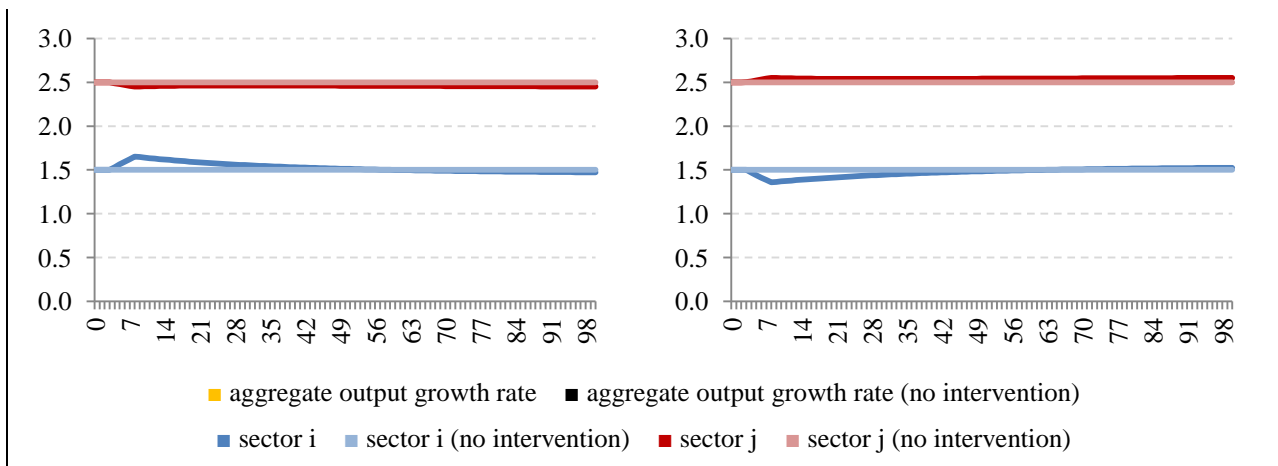 3.0 3.0
2.5 2.5
2.0 2.0
1.5 1.5
1.0 1.0
0.5 0.5
0.0 0.0
0 7 14 21 28 35 42 49 56 63 70 77 84 91 98 0 7 14 21 28 35 42 49 56 63 70 77 84 91 98
aggregate output growth rate aggregate output growth rate (no intervention)
sector i sector i (no intervention) sector j sector j (no intervention)